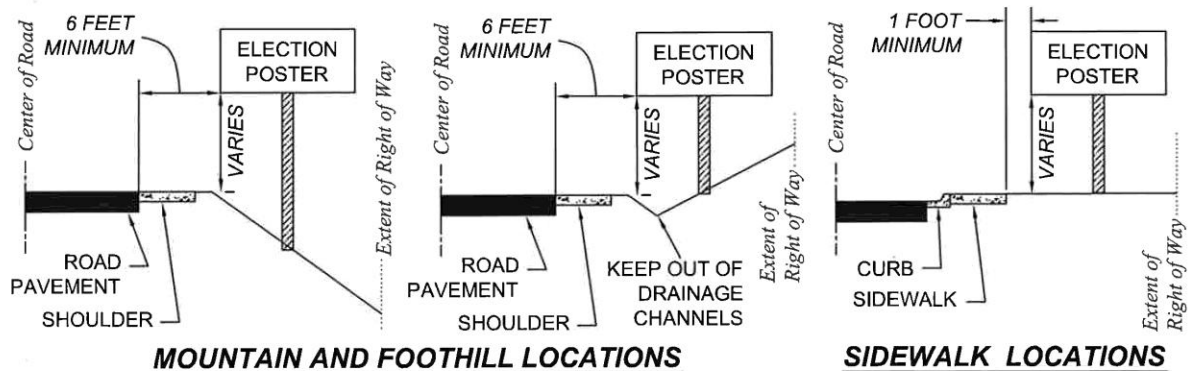 Center of Road
6 FEET
MINIMUM
ELECTION
POSTER
VARIES
Extent of Right of Way
ROAD
PAVEMENT
SHOULDER
Center of Road
6 FEET
MINIMUM
ELECTION
POSTER
VARIES
Extent of
Right of Way
ROAD
PAVEMENT
SHOULDER
KEEP OUT OF
DRAINAGE
CHANNELS
MOUNTAIN AND FOOTHILL LOCATIONS
Center of Road
1 FOOT
MINIMUM
ELECTION
POSTER
VARIES
Extent of
Right of Way
CURB
SIDEWALK
SIDEWALK LOCATIONS